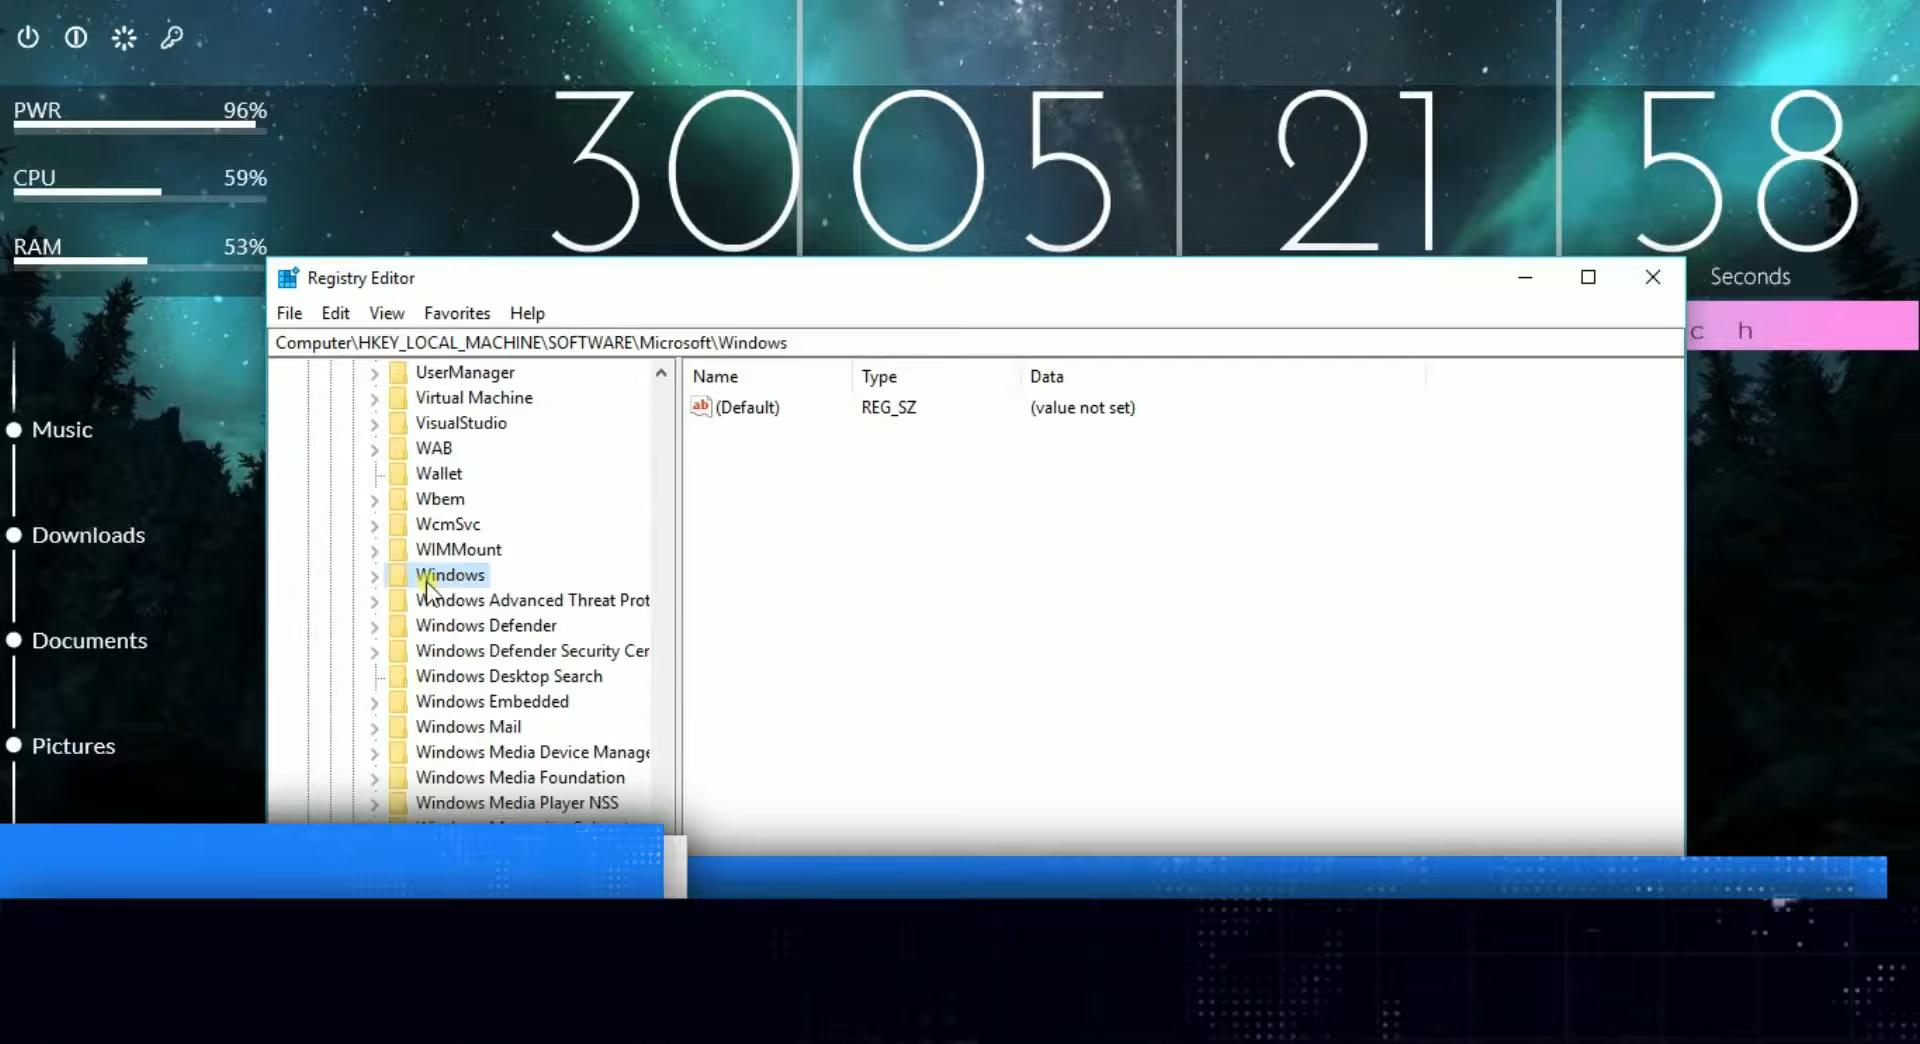 PWR 96%
CPU 59%
RAM 53%
30 05 21 58
Seconds
c h
Music
Downloads
Documents
Pictures
Registry Editor
File Edit View Favorites Help
Computer\HKEY_LOCAL_MACHINE\SOFTWARE\Microsoft\Windows
UserManager
Virtual Machine
VisualStudio
WAB
Wallet
Wbem
WcmSvc
WIMMount
Windows
Windows Advanced Threat Prot
Windows Defender
Windows Defender Security Cer
Windows Desktop Search
Windows Embedded
Windows Mail
Windows Media Device Manage
Windows Media Foundation
Windows Media Player NSS
Name Type Data
ab (Default) REG_SZ (value not set)